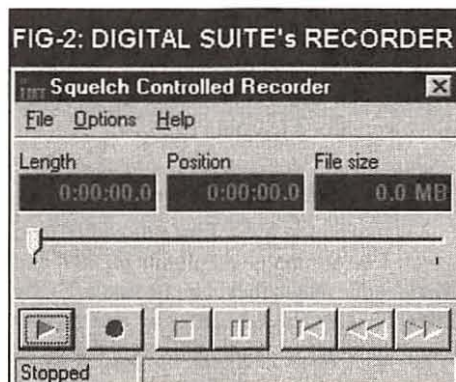 FIG-2: DIGITAL SUITE's RECORDER
Squelch Controlled Recorder
File Options Help
Length Position File size
0:00:00.0 0:00:00.0 0.0 MB
Stopped